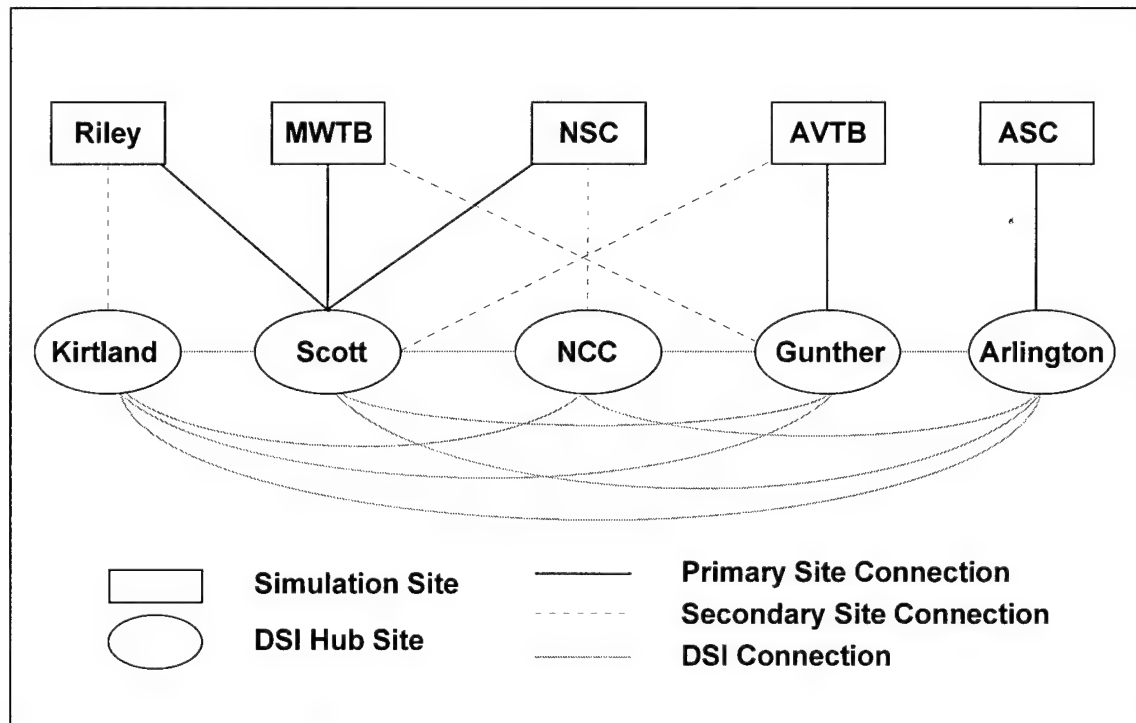 Riley
MWTB
NSC
AVTB
ASC
Kirtland
Scott
NCC
Gunther
Arlington
Simulation Site
DSI Hub Site
Primary Site Connection
Secondary Site Connection
DSI Connection